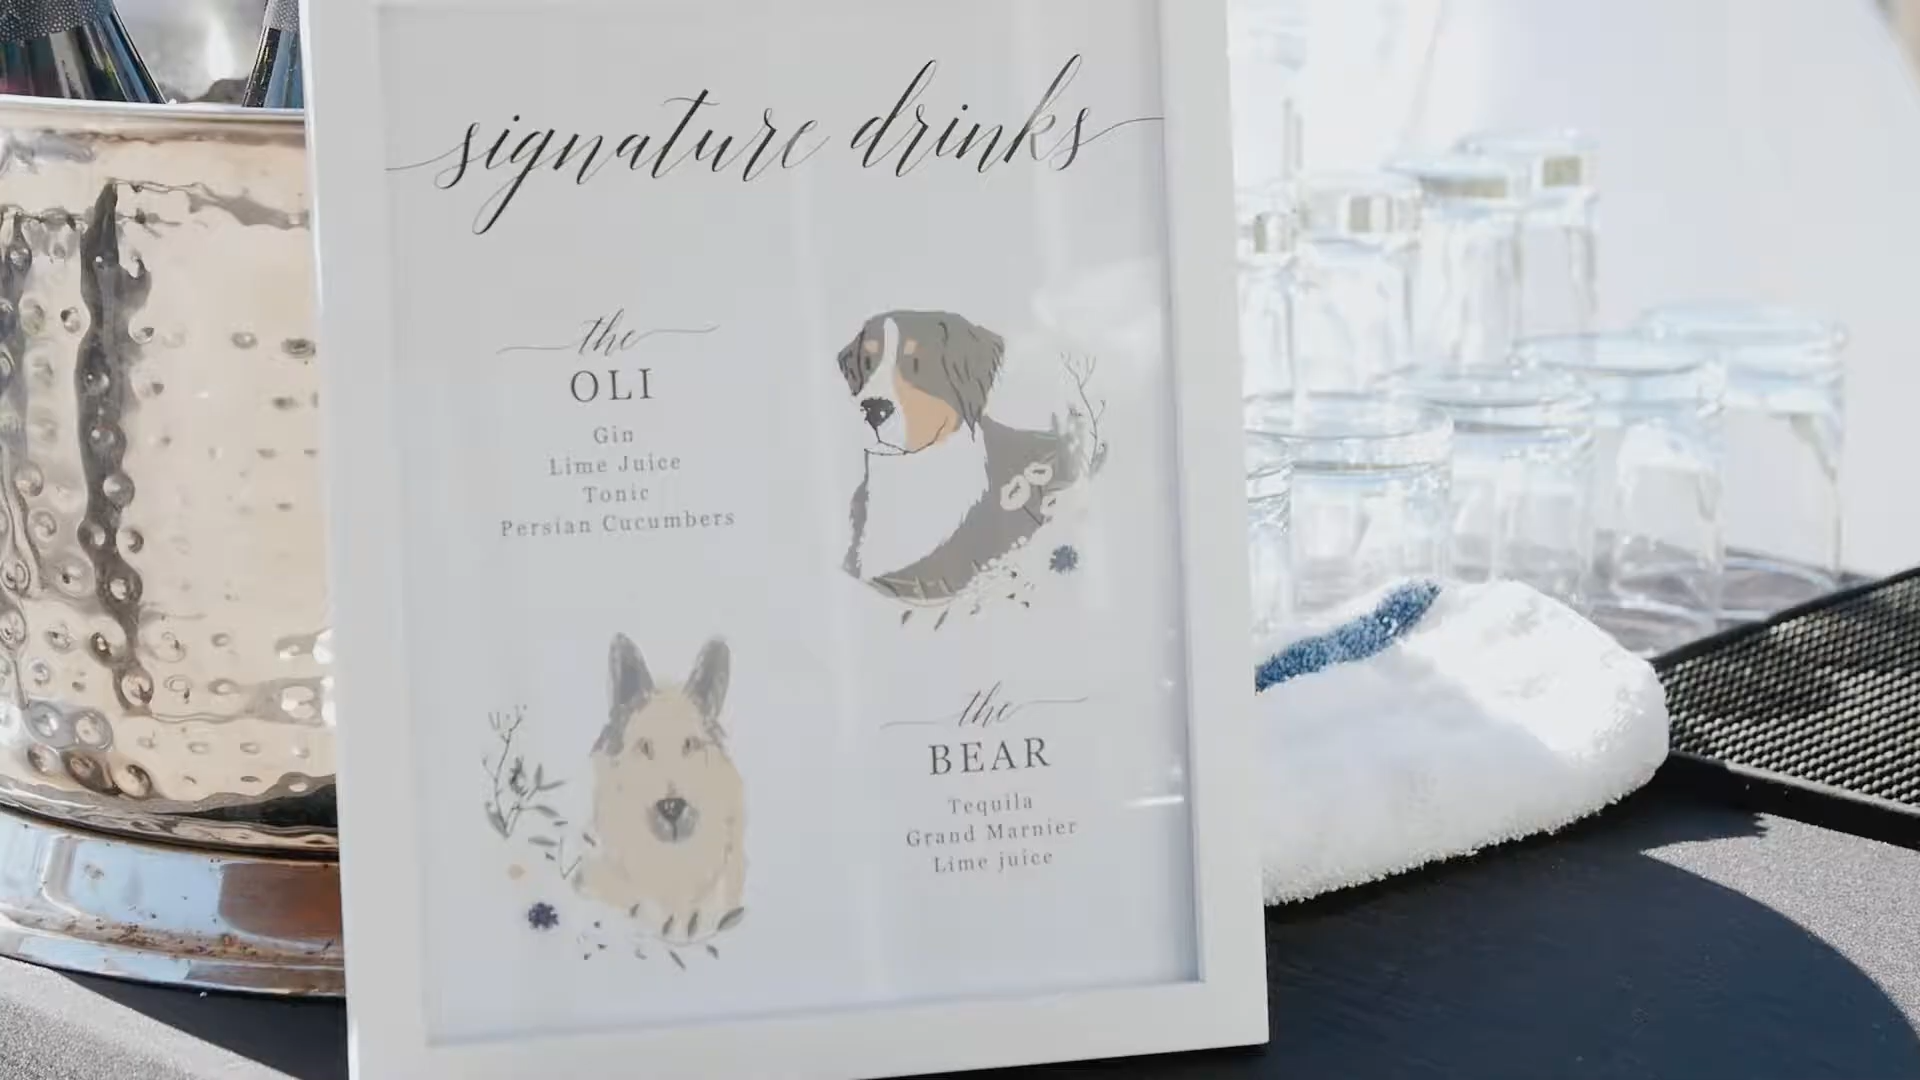 signature drinks
the
OLI
Gin
Lime Juice
Tonic
Persian Cucumbers
the
BEAR
Tequila
Grand Marnier
Lime juice